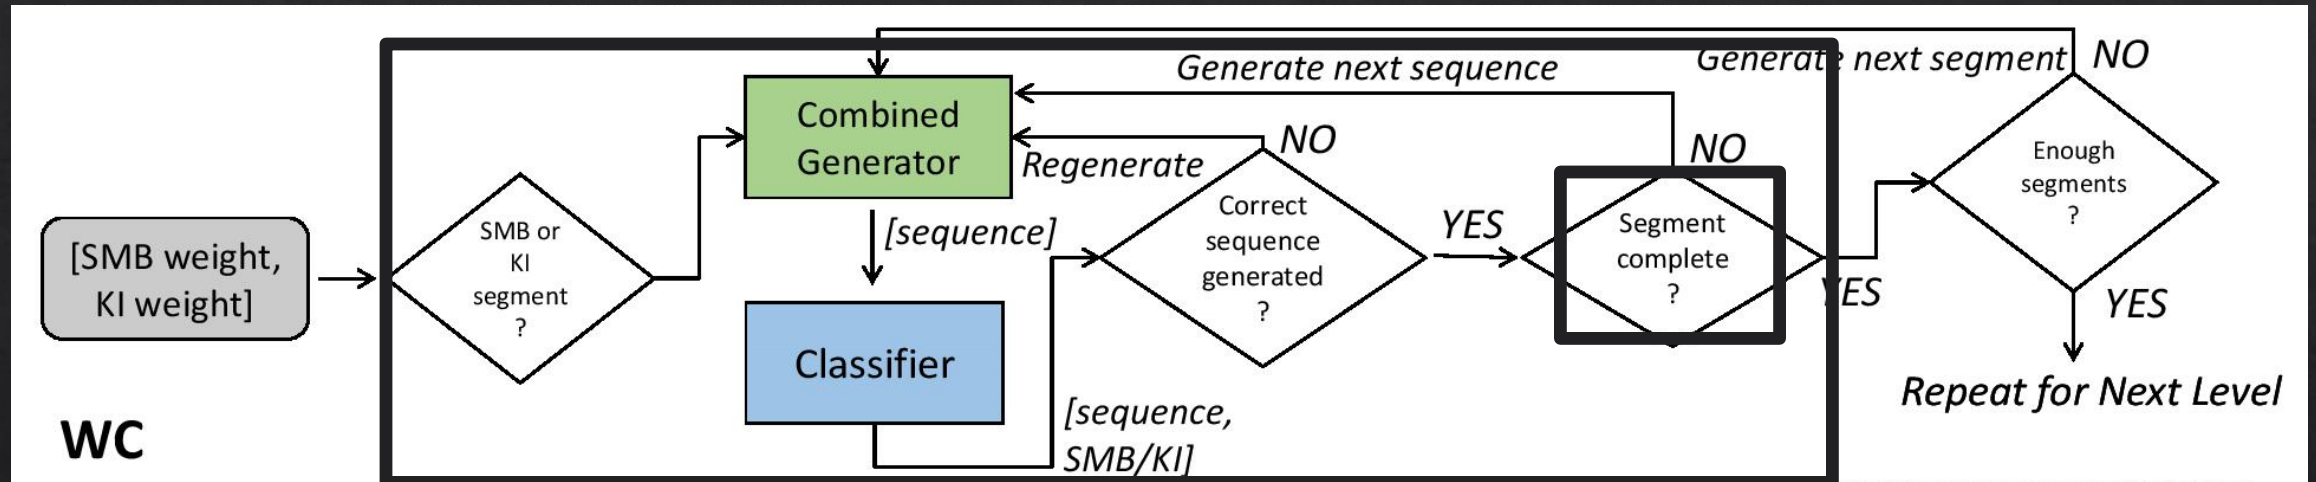 [SMB weight,
KI weight]
WC
SMB or
KI
segment
?
Combined
Generator
[sequence]
Classifier
[sequence,
SMB/KI]
Correct
sequence
generated
?
NO
Regenerate
YES
Segment
complete
?
NO
Generate next sequence
YES
Enough
segments
?
NO
Generate next segment
YES
Repeat for Next Level